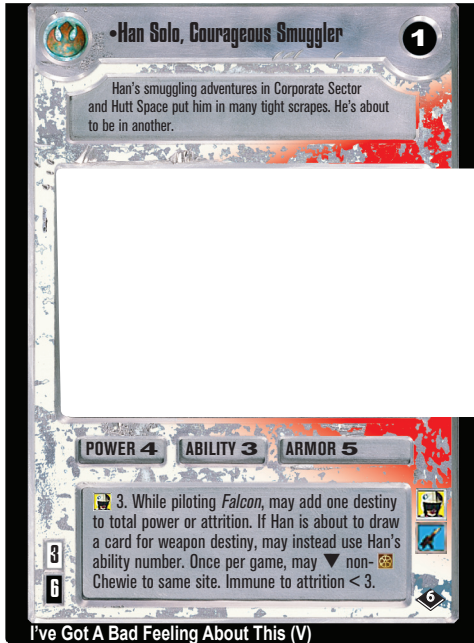 •Han Solo, Courageous Smuggler
1
Han's smuggling adventures in Corporate Sector
and Hutt Space put him in many tight scrapes. He's about
to be in another.
POWER 4
ABILITY 3
ARMOR 5
3. While piloting Falcon, may add one destiny
to total power or attrition. If Han is about to draw
a card for weapon destiny, may instead use Han's
ability number. Once per game, may ▼ non-
Chewie to same site. Immune to attrition < 3.
3
6
6
I've Got A Bad Feeling About This (V)